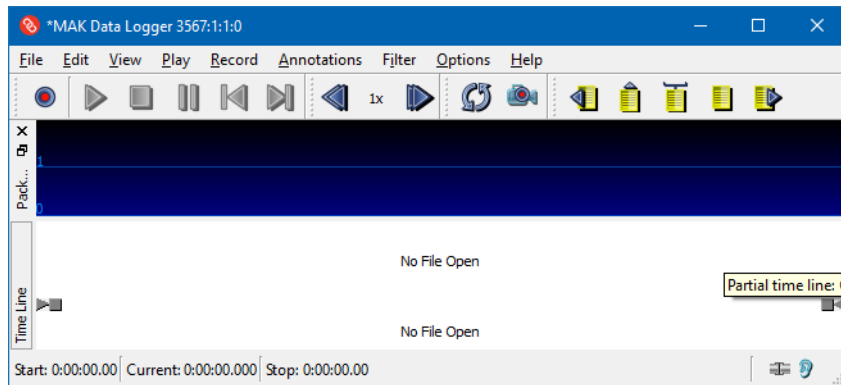 *MAK Data Logger 3567:1:1:0
File Edit View Play Record Annotations Filter Options Help
1x
Pack...
1
0
No File Open
Partial time line:
Time Line
No File Open
Start: 0:00:00.00 Current: 0:00:00.000 Stop: 0:00:00.00